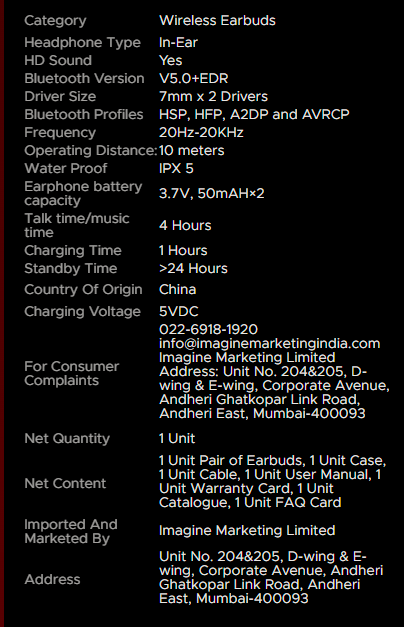 Category Wireless Earbuds
Headphone Type In-Ear
HD Sound Yes
Bluetooth Version V5.0+EDR
Driver Size 7mm x 2 Drivers
Bluetooth Profiles HSP, HFP, A2DP and AVRCP
Frequency 20Hz-20KHz
Operating Distance: 10 meters
Water Proof IPX 5
Earphone battery
capacity
3.7V, 50mAH×2
Talk time/music
time
4 Hours
Charging Time 1 Hours
Standby Time >24 Hours
Country Of Origin China
Charging Voltage 5VDC
For Consumer
Complaints
022-6918-1920
info@imaginemarketingindia.com
Imagine Marketing Limited
Address: Unit No. 204&205, D-
wing & E-wing, Corporate Avenue,
Andheri Ghatkopar Link Road,
Andheri East, Mumbai-400093
Net Quantity 1 Unit
Net Content
1 Unit Pair of Earbuds, 1 Unit Case,
1 Unit Cable, 1 Unit User Manual, 1
Unit Warranty Card, 1 Unit
Catalogue, 1 Unit FAQ Card
Imported And
Marketed By
Imagine Marketing Limited
Address
Unit No. 204&205, D-wing & E-
wing, Corporate Avenue, Andheri
Ghatkopar Link Road, Andheri
East, Mumbai-400093